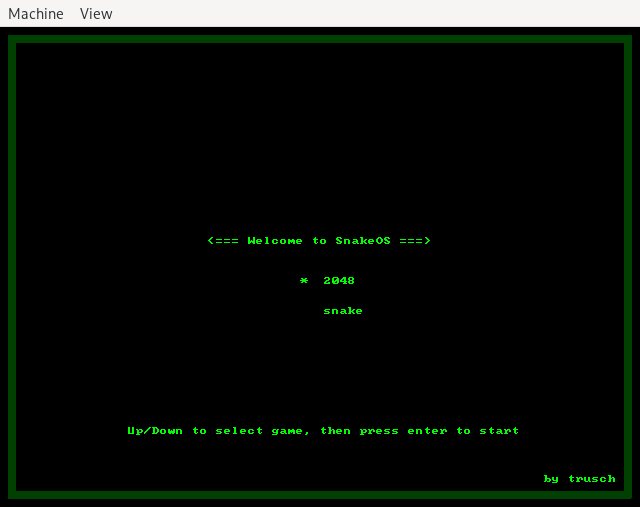 Machine View
<=== Welcome to SnakeOS ===>
* 2048
snake
Up/Down to select game, then press enter to start
by trusch